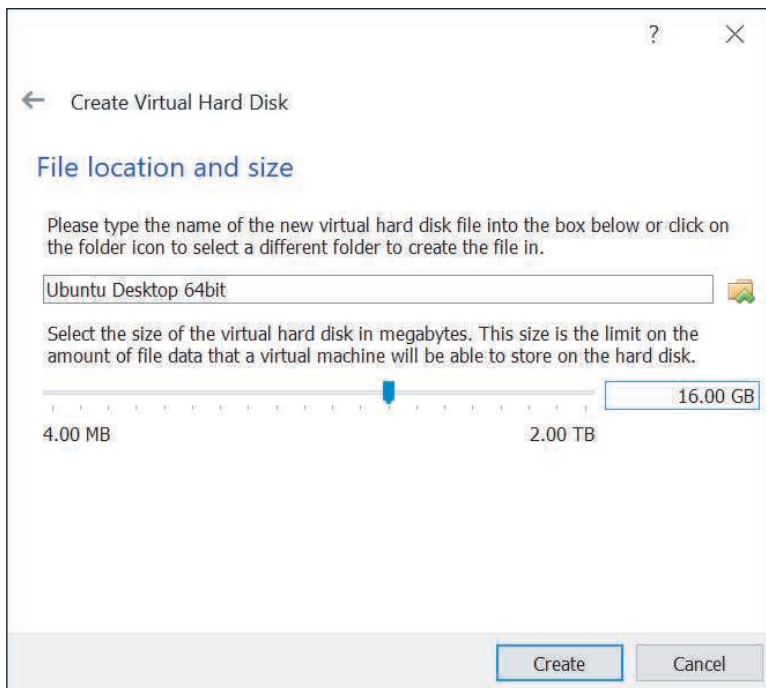 ?
Create Virtual Hard Disk
File location and size
Please type the name of the new virtual hard disk file into the box below or click on
the folder icon to select a different folder to create the file in.
Ubuntu Desktop 64bit
Select the size of the virtual hard disk in megabytes. This size is the limit on the
amount of file data that a virtual machine will be able to store on the hard disk.
16.00 GB
4.00 MB 2.00 TB
Create Cancel